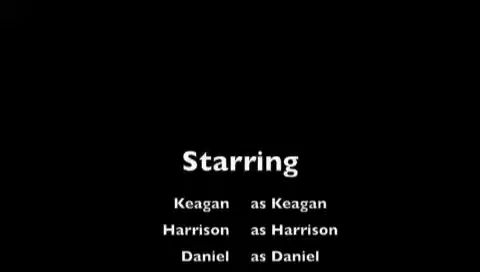 Starring
Keagan as Keagan
Harrison as Harrison
Daniel as Daniel